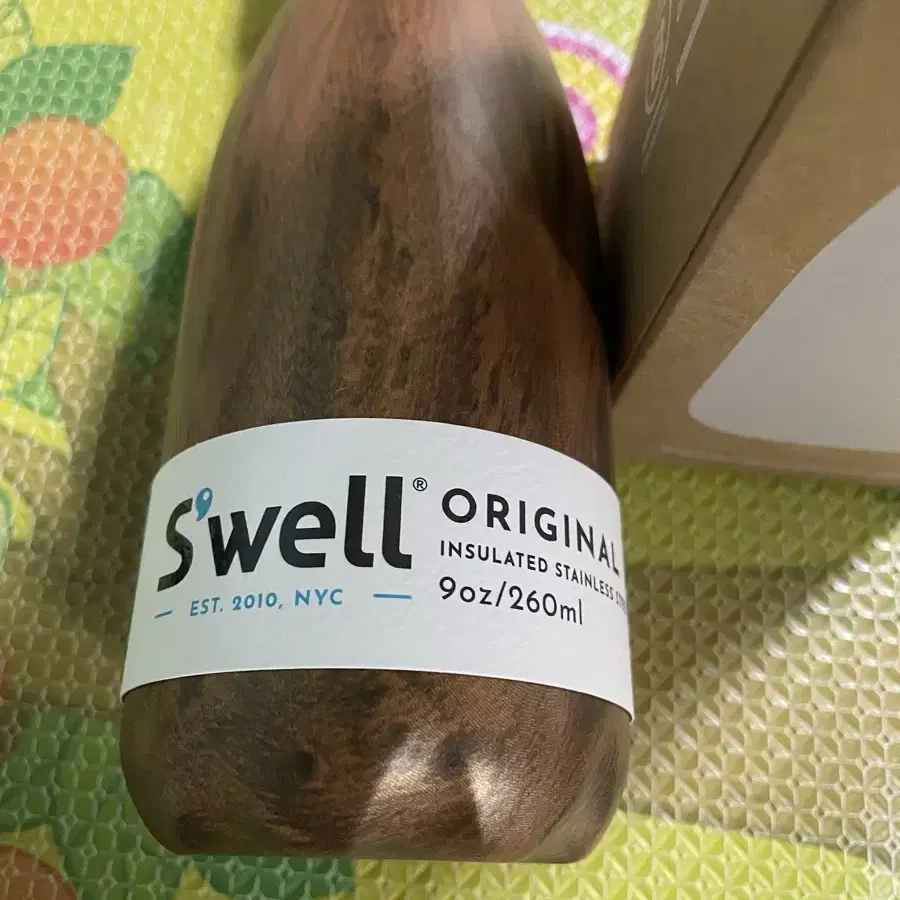 S'well®
EST. 2010, NYC
ORIGINAL
INSULATED STAINLESS
9oz/260ml